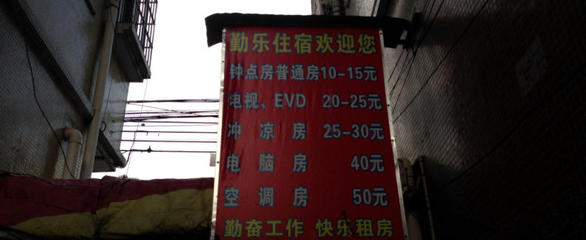 勤乐住宿欢迎您
钟点房普通房10-15元
电视、EVD 20-25元
冲凉房 25-30元
电脑房 40元
空调房 50元
勤奋工作 快乐租房